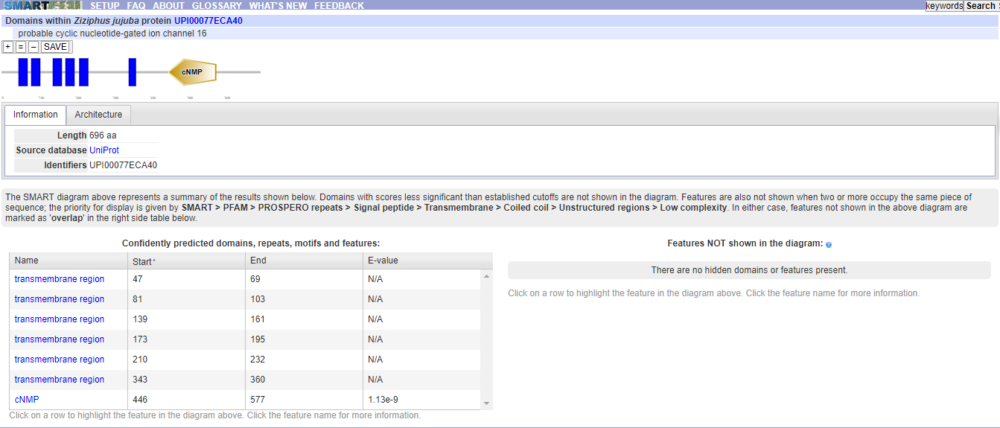 SMART SETUP FAQ ABOUT GLOSSARY WHAT'S NEW FEEDBACK keywords Search
Domains within Ziziphus jujuba protein UPI00077ECA40
probable cyclic nucleotide-gated ion channel 16
+ = – SAVE
cNMP
0 100 200 300 400 500 600
Information Architecture
Length 696 aa
Source database UniProt
Identifiers UPI00077ECA40
The SMART diagram above represents a summary of the results shown below. Domains with scores less significant than established cutoffs are not shown in the diagram. Features are also not shown when two or more occupy the same piece of
sequence; the priority for display is given by SMART > PFAM > PROSPERO repeats > Signal peptide > Transmembrane > Coiled coil > Unstructured regions > Low complexity. In either case, features not shown in the above diagram are
marked as 'overlap' in the right side table below.
Confidently predicted domains, repeats, motifs and features:
Name Start End E-value
transmembrane region 47 69 N/A
transmembrane region 81 103 N/A
transmembrane region 139 161 N/A
transmembrane region 173 195 N/A
transmembrane region 210 232 N/A
transmembrane region 343 360 N/A
cNMP 446 577 1.13e-9
Click on a row to highlight the feature in the diagram above. Click the feature name for more information.
Features NOT shown in the diagram: ?
There are no hidden domains or features present.
Click on a row to highlight the feature in the diagram above. Click the feature name for more information.